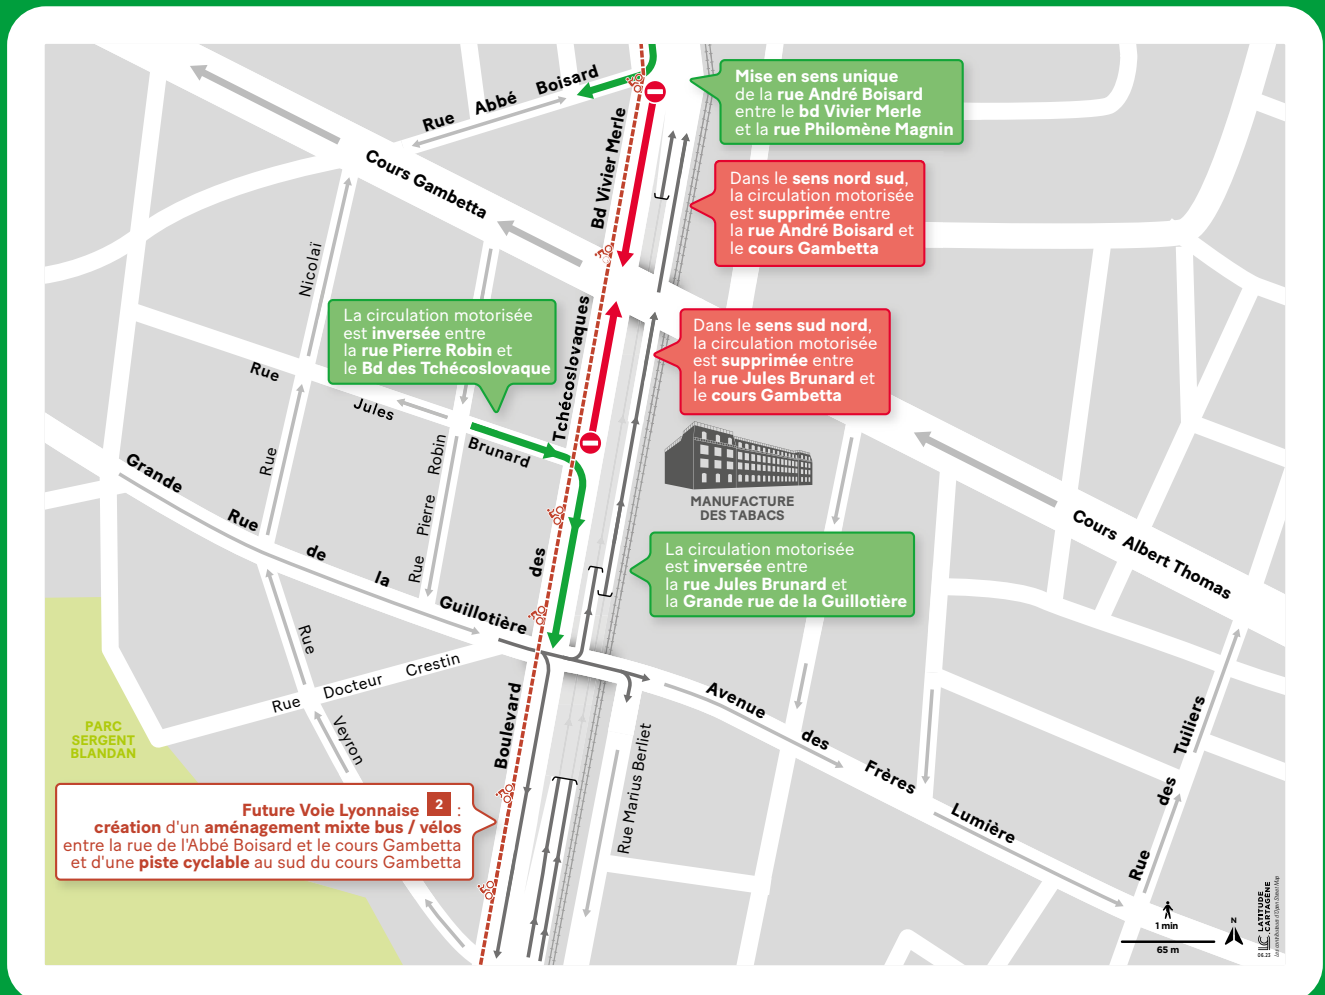 Rue Abbé Boisard
Mise en sens unique
de la rue André Boisard
entre le bd Vivier Merle
et la rue Philomène Magnin
Bd Vivier Merle
Cours Gambetta
Dans le sens nord sud,
la circulation motorisée
est supprimée entre
la rue André Boisard et
le cours Gambetta
Nicolaï
La circulation motorisée
est inversée entre
la rue Pierre Robin et
le Bd des Tchécoslovaque
Tchécoslovaques
Dans le sens sud nord,
la circulation motorisée
est supprimée entre
la rue Jules Brunard et
le cours Gambetta
Rue Jules Brunard
Rue
Rue Pierre Robin
MANUFACTURE
DES TABACS
Grande Rue de la Guillotière
des
La circulation motorisée
est inversée entre
la rue Jules Brunard et
la Grande rue de la Guillotière
Cours Albert Thomas
Rue
Veyron
Rue Docteur Crestin
Boulevard
Avenue des Frères Lumière
Rue des Tuiliers
Rue Marius Berliet
PARC
SERGENT
BLANDAN
Future Voie Lyonnaise 2 :
création d'un aménagement mixte bus / vélos
entre la rue de l'Abbé Boisard et le cours Gambetta
et d'une piste cyclable au sud du cours Gambetta
1 min
65 m
N
LATITUDE
CARTAGÈNE
LC
06.23